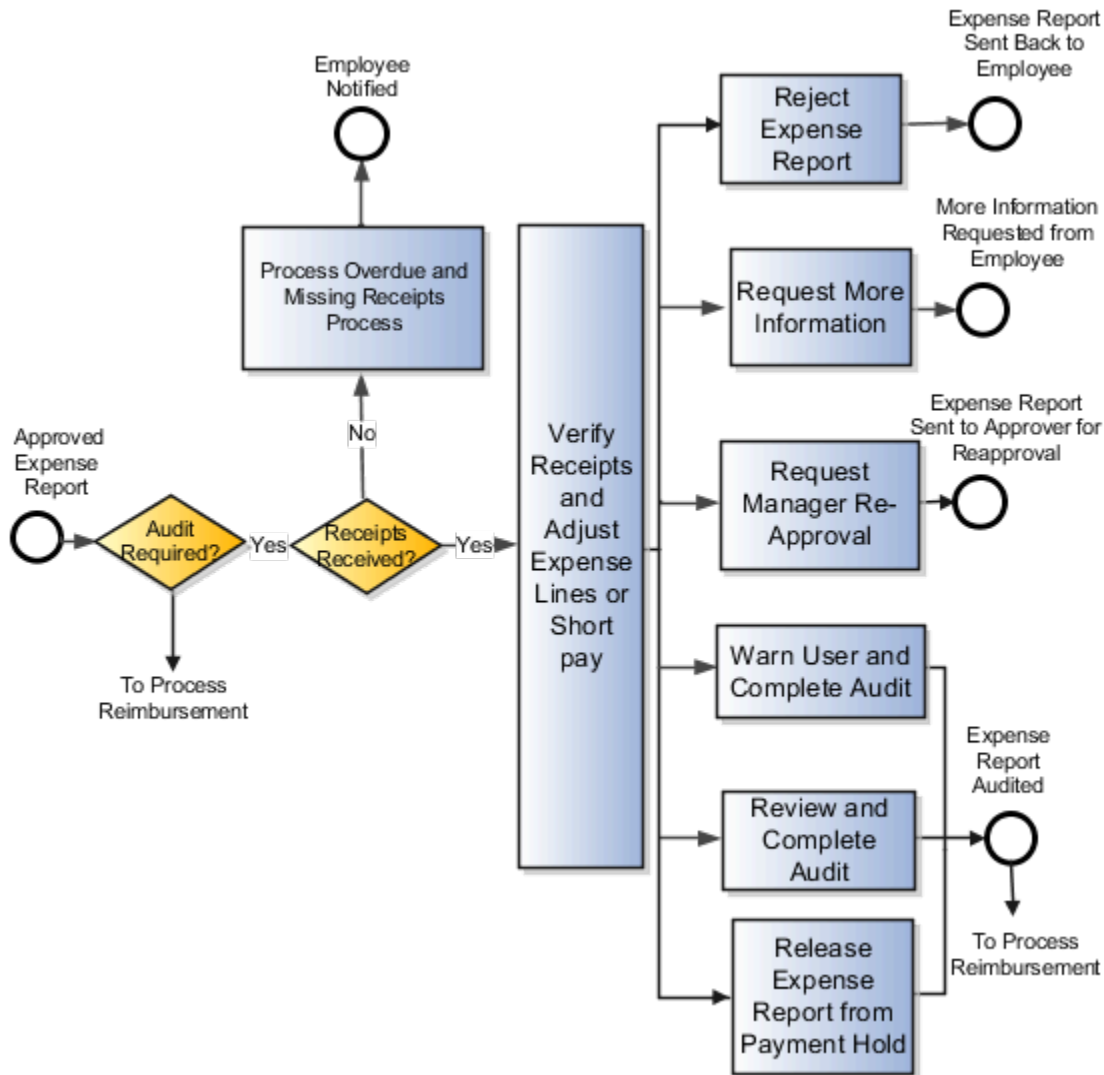 Employee
Notified
Process Overdue and
Missing Receipts
Process
No
Approved
Expense
Report
Audit
Required?
Yes
Receipts
Received?
Yes
To Process
Reimbursement
Verify
Receipts
and
Adjust
Expense
Lines or
Short
pay
Reject
Expense
Report
Expense Report
Sent Back to
Employee
Request More
Information
More Information
Requested from
Employee
Request
Manager Re-
Approval
Expense Report
Sent to Approver for
Reapproval
Warn User and
Complete Audit
Review and
Complete
Audit
Release
Expense
Report from
Payment Hold
Expense
Report
Audited
To Process
Reimbursement